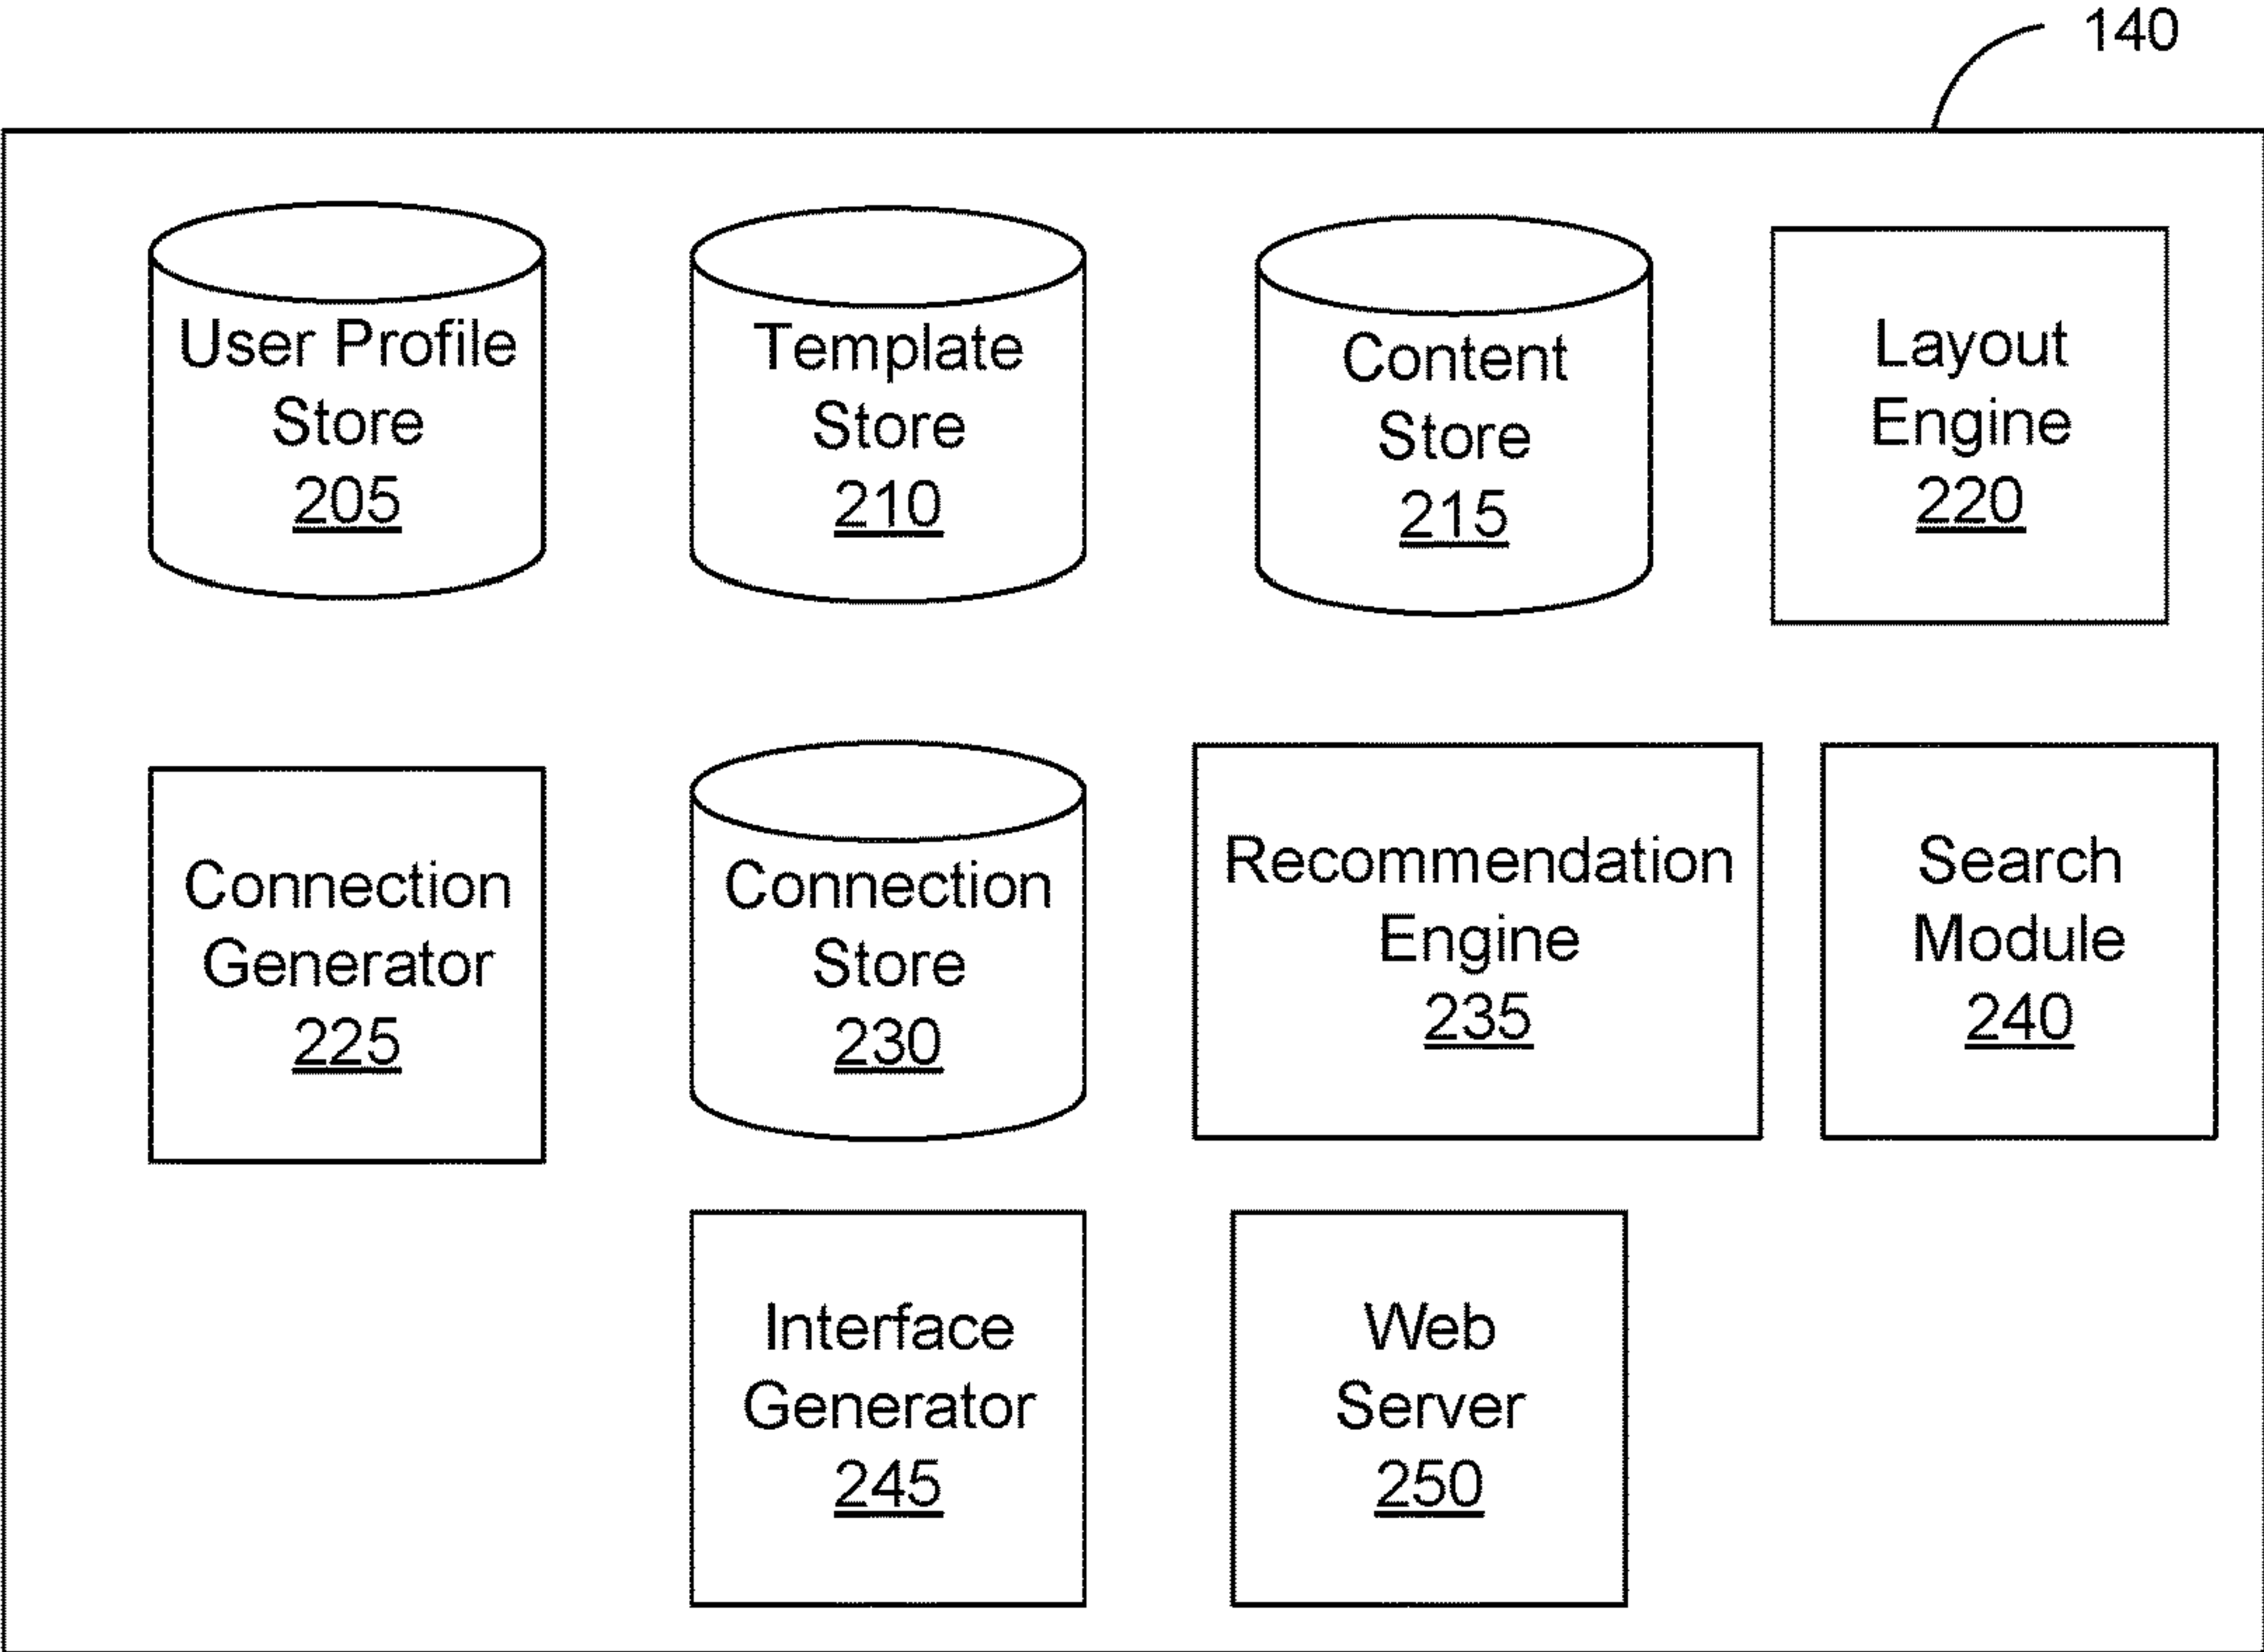 140
User Profile
Store
205
Template
Store
210
Content
Store
215
Layout
Engine
220
Connection
Generator
225
Connection
Store
230
Recommendation
Engine
235
Search
Module
240
Interface
Generator
245
Web
Server
250